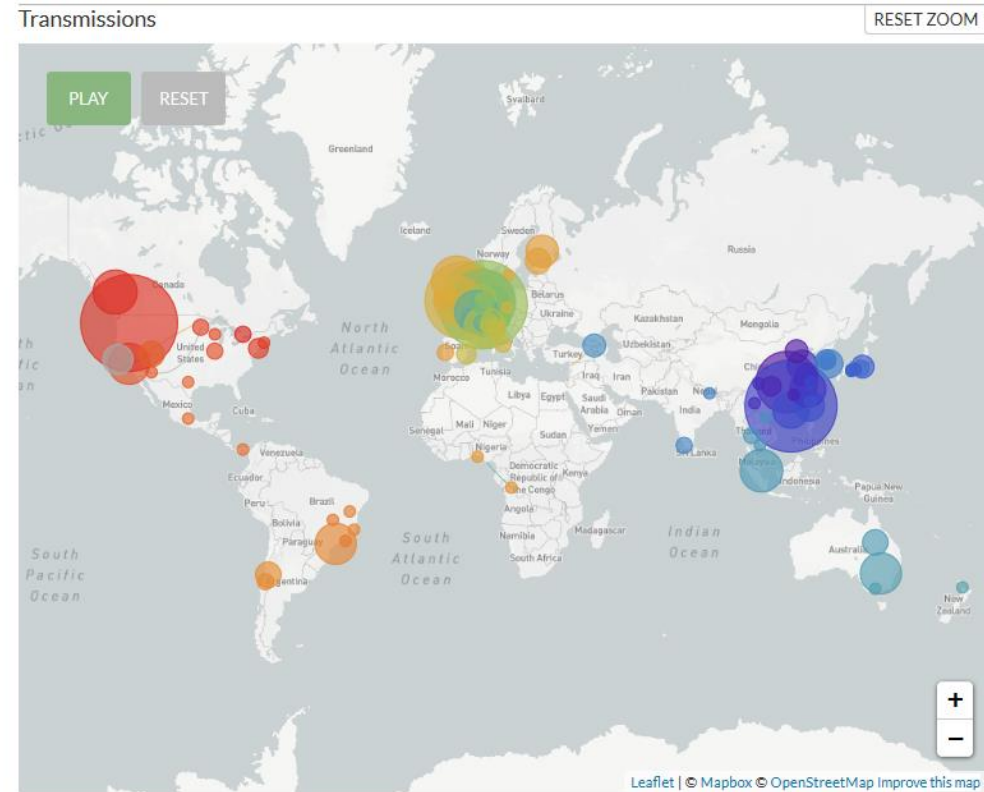 Transmissions
RESET ZOOM
PLAY
RESET
Svalbard
Greenland
Iceland
Sweden
Norway
Russia
Canada
Belarus
Ukraine
Kazakhstan
Mongolia
North
Atlantic
Ocean
United
States
Turkey
Uzbekistan
Morocco
Tunisia
Iraq
Iran
Pakistan
Libya
Egypt
Saudi
Arabia
Oman
India
Mexico
Cuba
Senegal
Mali
Niger
Sudan
Yemen
Thailand
Philippines
Venezuela
Nigeria
Lanka
Ecuador
Democratic
Republic of
the Congo
Kenya
Indonesia
Papua New
Guinea
Peru
Brazil
Angola
Bolivia
Paraguay
Namibia
Madagascar
Indian
Ocean
Australia
South
Atlantic
Ocean
South Africa
South
Pacific
Ocean
New
Zealand
+
−
Leaflet | © Mapbox © OpenStreetMap Improve this map